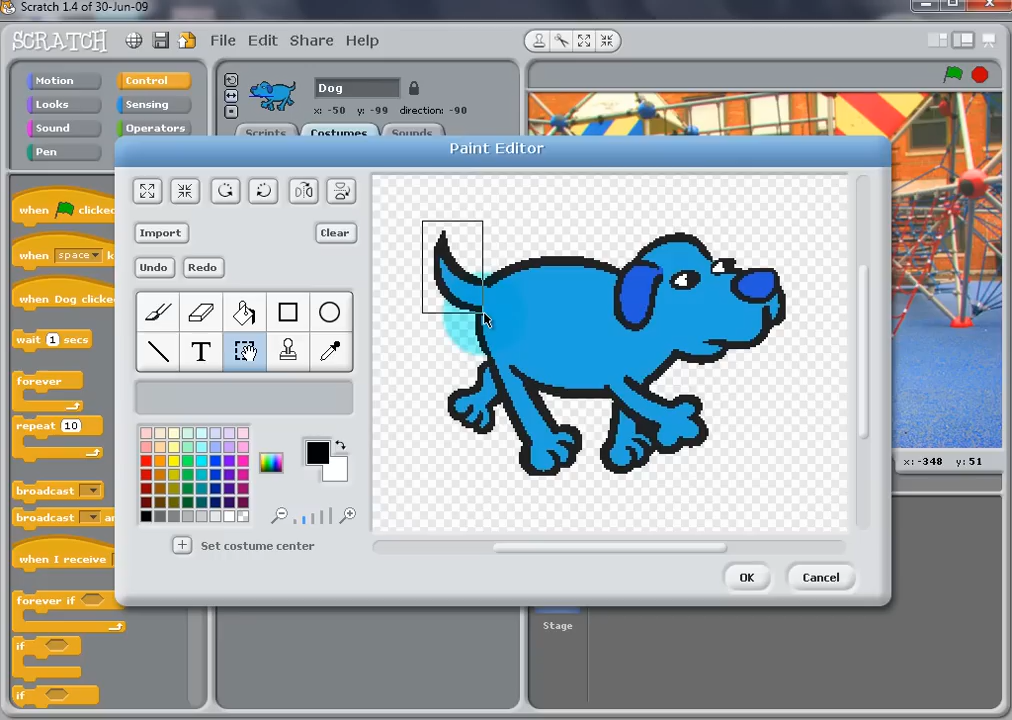 Scratch 1.4 of 30-Jun-09
SCRATCH File Edit Share Help
Motion Control
Looks Sensing
Sound Operators
Pen
Dog
x: -50 y: -99 direction: -90
Scripts Costumes Sounds
Paint Editor
Import Clear
Undo Redo
T
Set costume center
OK Cancel
when clicked
when space k
when Dog clicked
wait 1 secs
forever
repeat 10
broadcast
broadcast an
when I receive
forever if
if
if
x: -348 y: 51
Stage